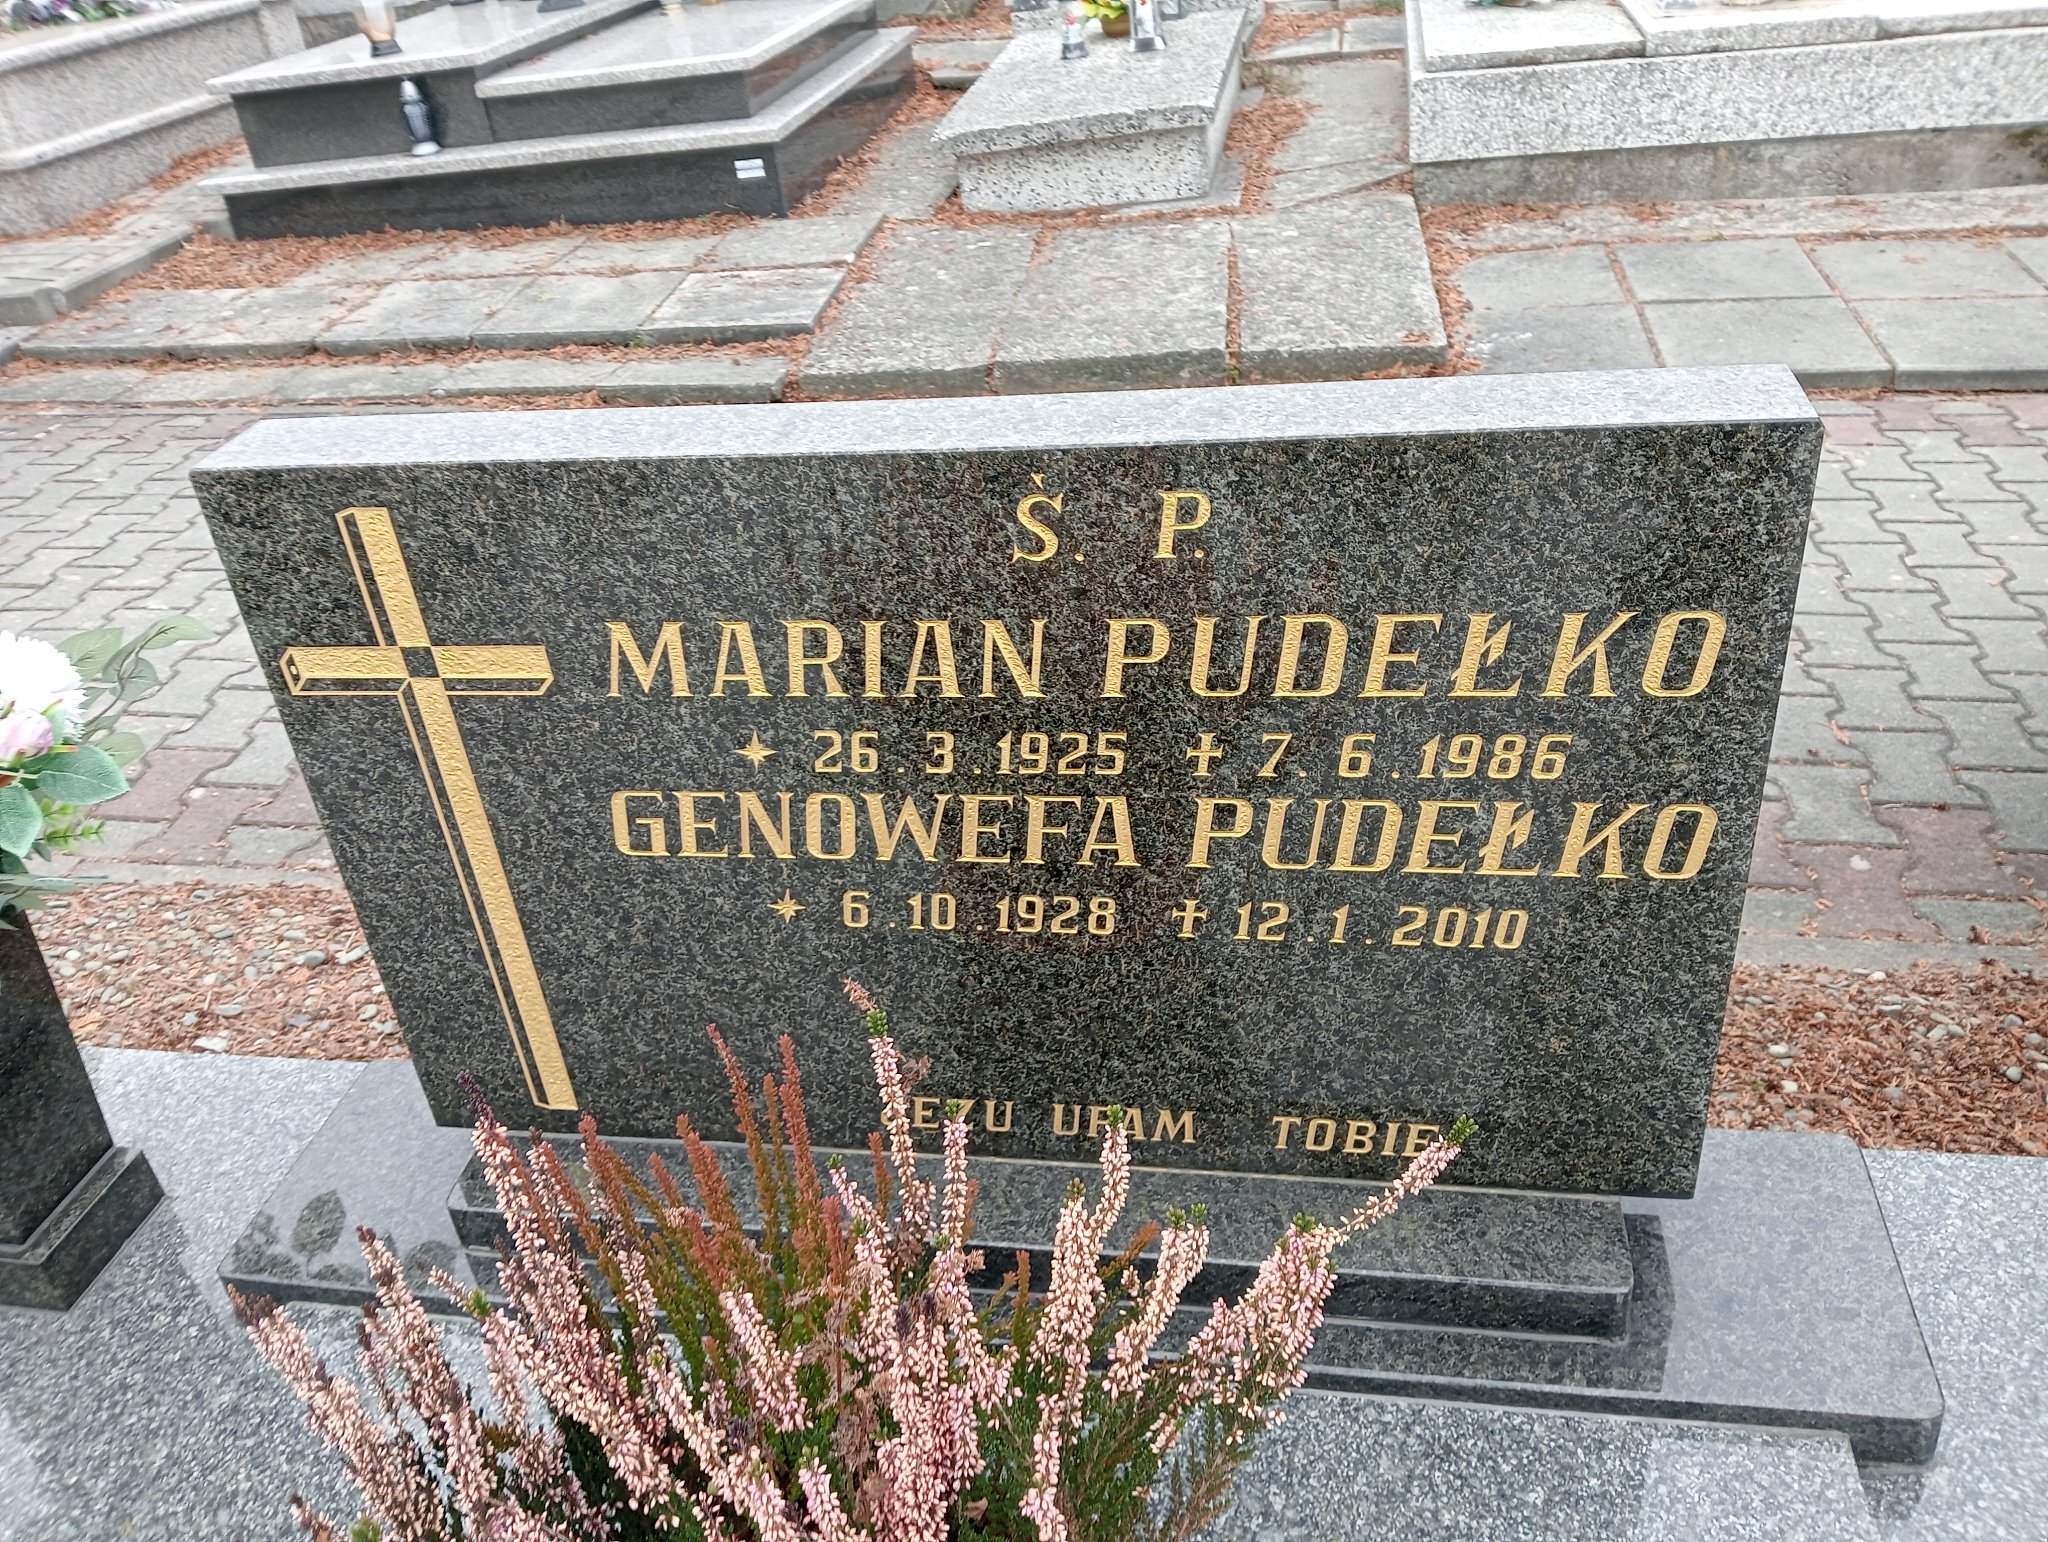 Ś. P.
MARIAN PUDEŁKO
* 26.3.1925 † 7.6.1986
GENOWEFA PUDEŁKO
* 6.10.1928 † 12.1.2010
UFAM TOBIE